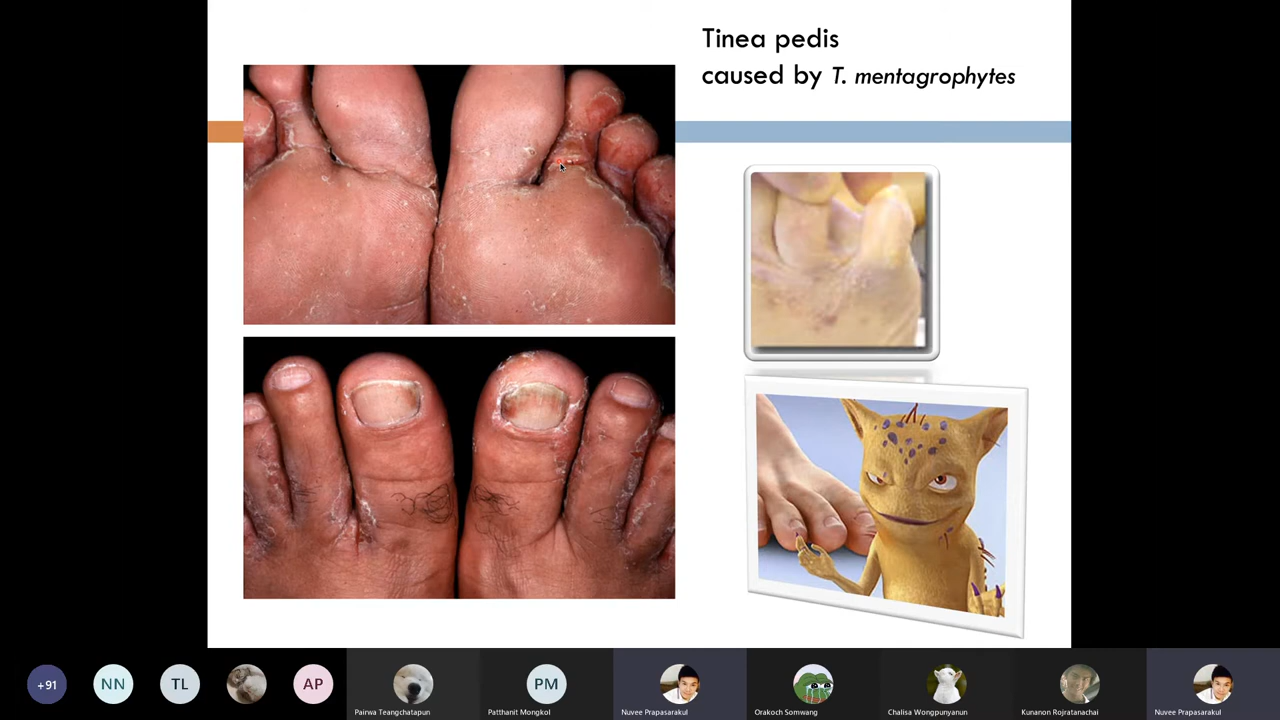 Tinea pedis
caused by T. mentagrophytes
+91
NN
TL
AP
Pairwa Teangchatapun
PM
Patthanit Mongkol
Nuvee Prapasarakul
Orakoch Somwang
Chalisa Wongpunyanun
Kunanon Rojratanachai
Nuvee Prapasarakul